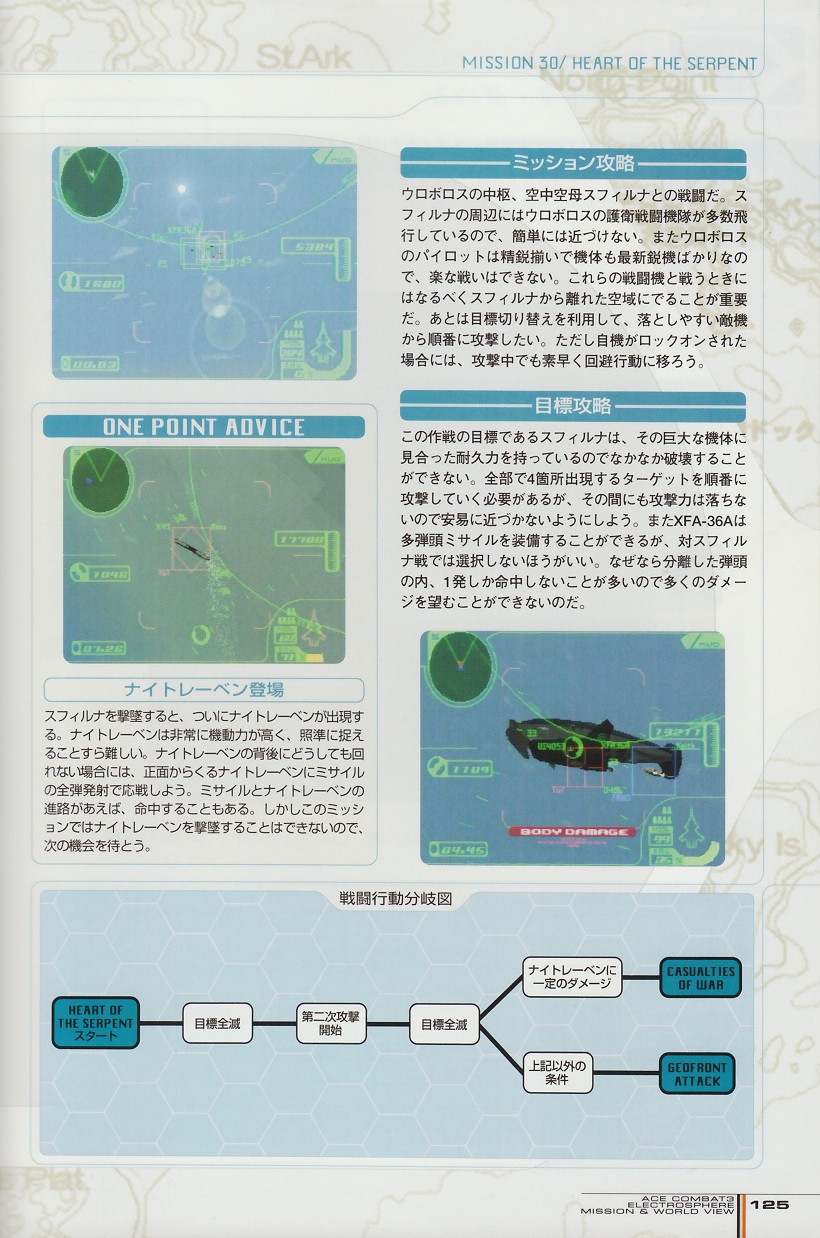 St.Ark
MISSION 30/ HEART OF THE SERPENT
North Point
ミッション攻略
ウロボロスの中枢、空中空母スフィルナとの戦闘だ。ス
フィルナの周辺にはウロボロスの護衛戦闘機隊が多数飛
行しているので、簡単には近づけない。またウロボロス
のパイロットは精鋭揃いで機体も最新鋭機ばかりなの
で、楽な戦いはできない。これらの戦闘機と戦うときに
はなるべくスフィルナから離れた空域にでることが重要
だ。あとは目標切り替えを利用して、落としやすい敵機
から順番に攻撃したい。ただし自機がロックオンされた
場合には、攻撃中でも素早く回避行動に移ろう。
5384
1680
00.03
目標攻略
この作戦の目標であるスフィルナは、その巨大な機体に
見合った耐久力を持っているのでなかなか破壊すること
ができない。全部で4箇所出現するターゲットを順番に
攻撃していく必要があるが、その間にも攻撃力は落ちな
いので安易に近づかないようにしよう。またXFA-36Aは
多弾頭ミサイルを装備することができるが、対スフィル
ナ戦では選択しないほうがいい。なぜなら分離した弾頭
の内、1発しか命中しないことが多いので多くのダメー
ジを望むことができないのだ。
ONE POINT ADVICE
17700
1046
07.26
ナイトレーベン登場
スフィルナを撃墜すると、ついにナイトレーベンが出現す
る。ナイトレーベンは非常に機動力が高く、照準に捉え
ることすら難しい。ナイトレーベンの背後にどうしても回
れない場合には、正面からくるナイトレーベンにミサイル
の全弾発射で応戦しよう。ミサイルとナイトレーベンの
進路があえば、命中することもある。しかしこのミッシ
ョンではナイトレーベンを撃墜することはできないので、
次の機会を待とう。
33
UI4053
XFA36A
Keith
19277
1109
TGT
BODY DAMAGE
04.45
ky Is.
戦闘行動分岐図
HEART OF
THE SERPENT
スタート
目標全滅
第二次攻撃
開始
目標全滅
ナイトレーベンに
一定のダメージ
CASUALTIES
OF WAR
上記以外の
条件
GEOFRONT
ATTACK
s Plat
ACE COMBAT3
ELECTROSPHERE
MISSION & WORLD VIEW
125